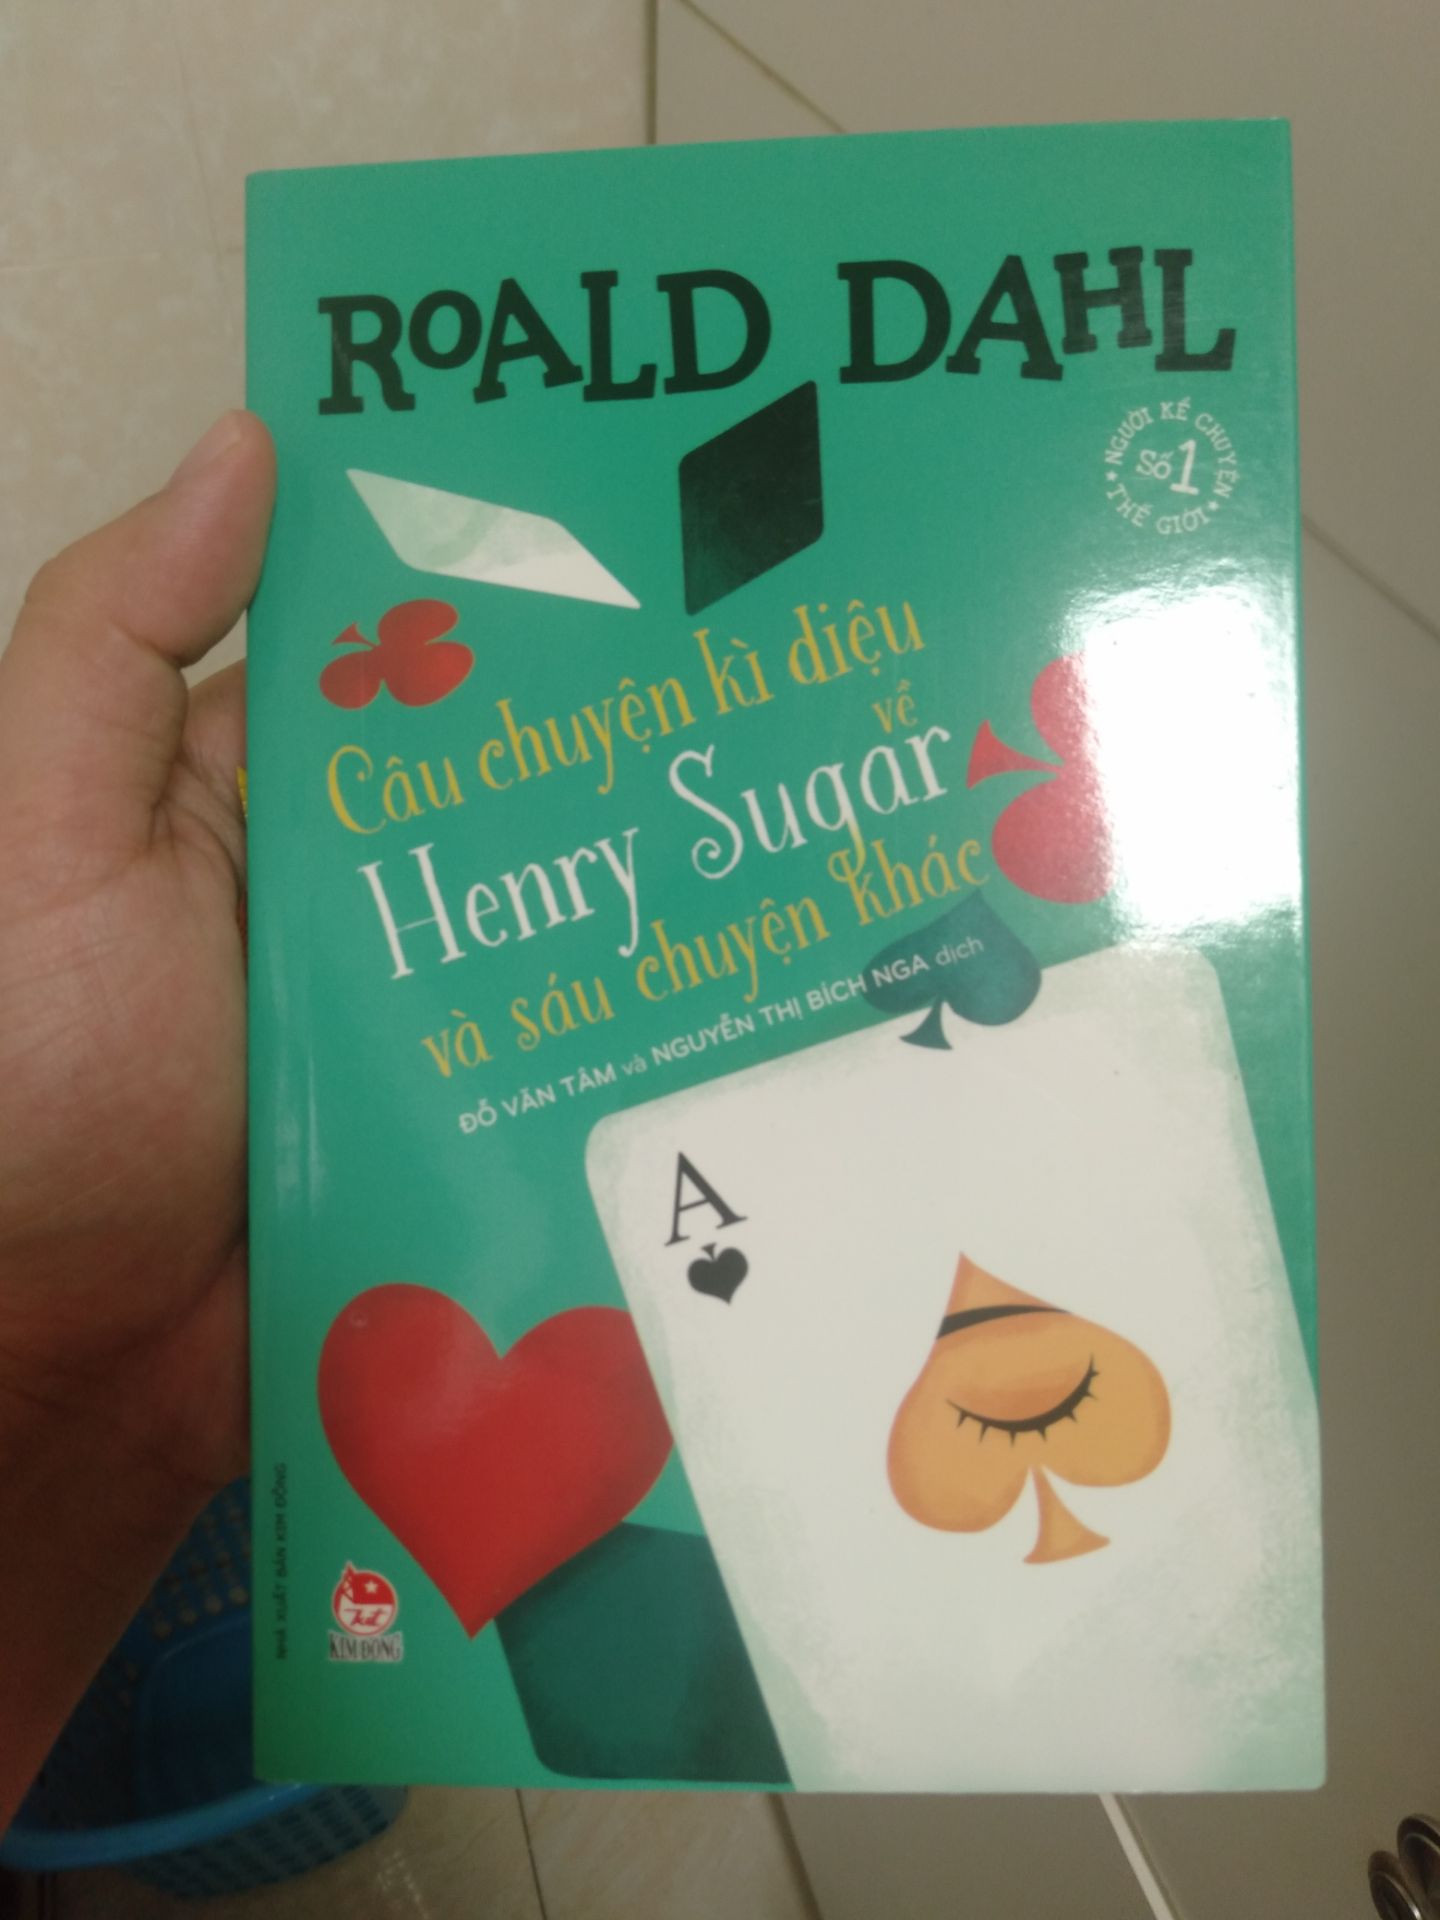 ROALD DAHL
NGƯỜI KỂ CHUYỆN
Số 1
THẾ GIỚI
Câu chuyện kì diệu
về
Henry Sugar
và sáu chuyện khác
ĐỖ VĂN TÂM và NGUYỄN THỊ BÍCH NGA dịch
A
NHÀ XUẤT BẢN KIM ĐỒNG
KIM ĐỒNG